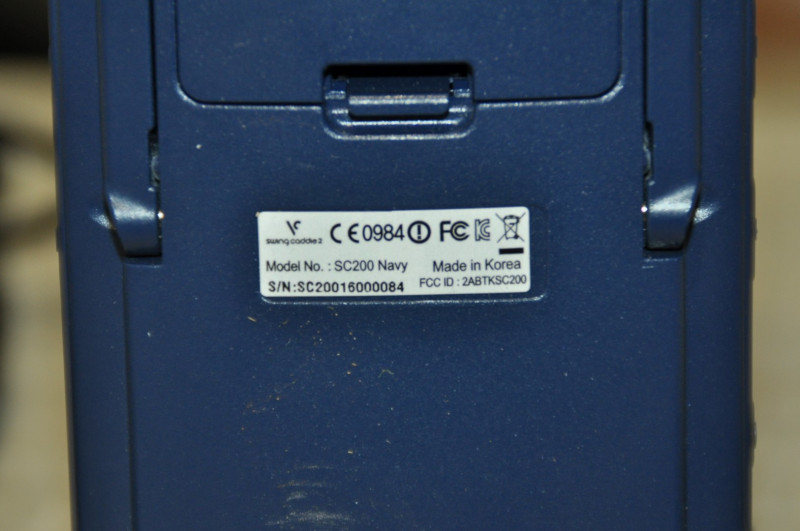 swing caddie 2
CE0984 FC
Model No. : SC200 Navy Made in Korea
S/N:SC20016000084 FCC ID : 2ABTKSC200